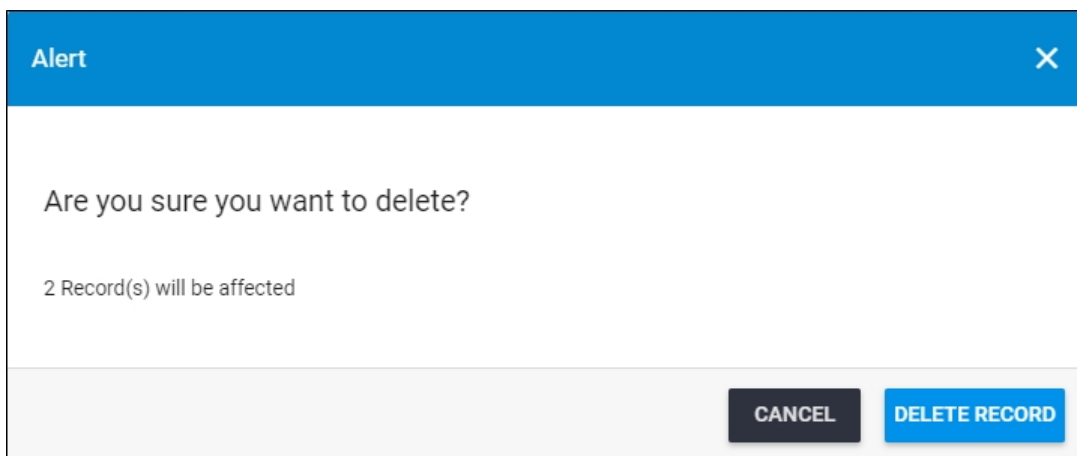 Alert
Are you sure you want to delete?
2 Record(s) will be affected
CANCEL DELETE RECORD